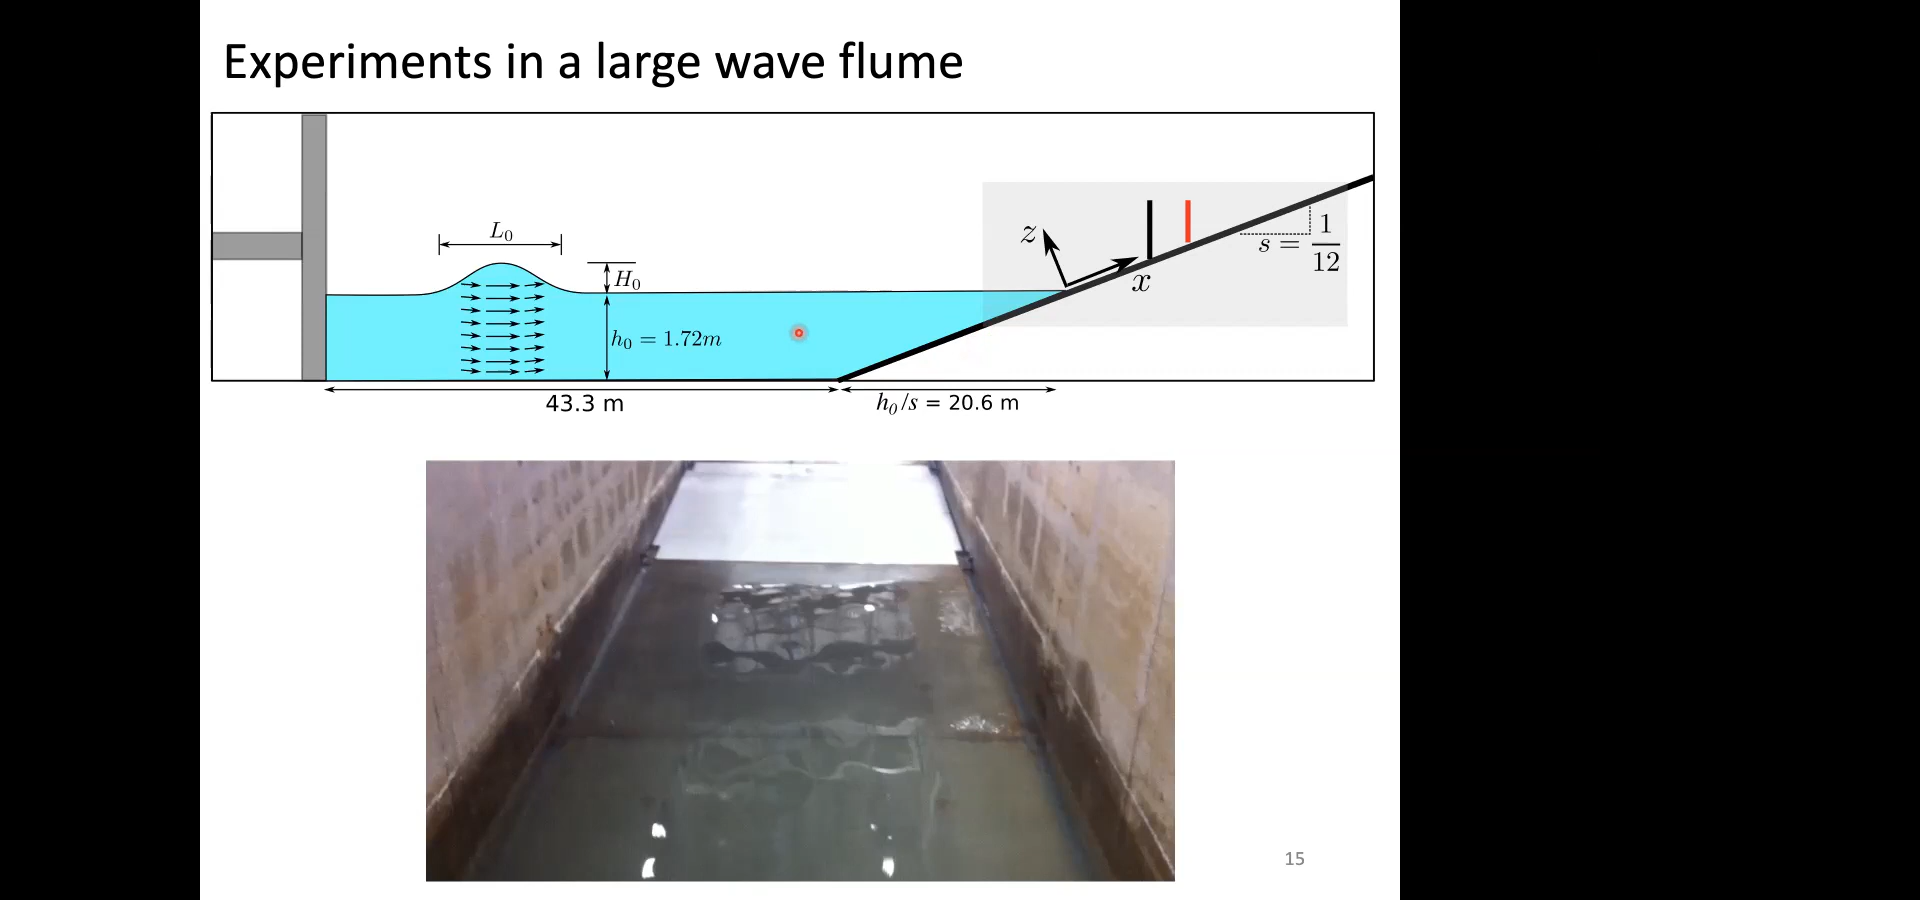 Experiments in a large wave flume
L₀
H₀
h₀ = 1.72m
z
x
s = 1/12
43.3 m
h₀/s = 20.6 m
15